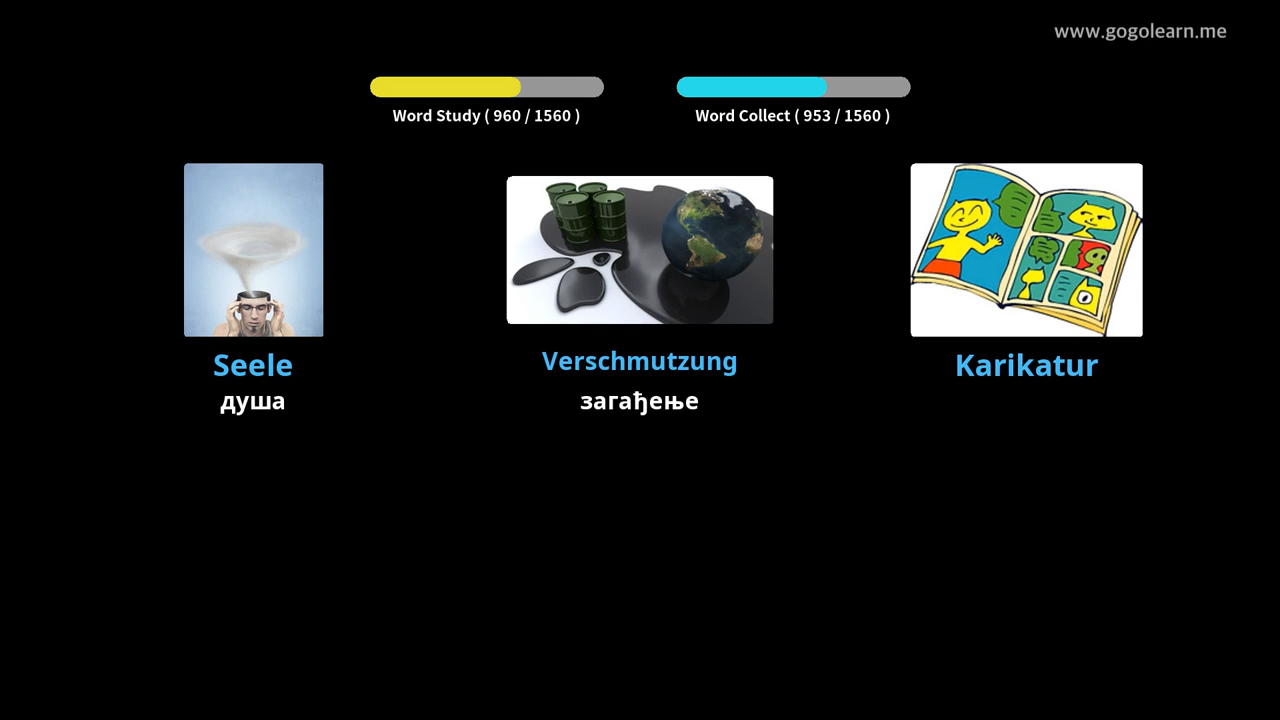 www.gogolearn.me
Word Study ( 960 / 1560 )
Word Collect ( 953 / 1560 )
Seele
душа
Verschmutzung
загађење
Karikatur